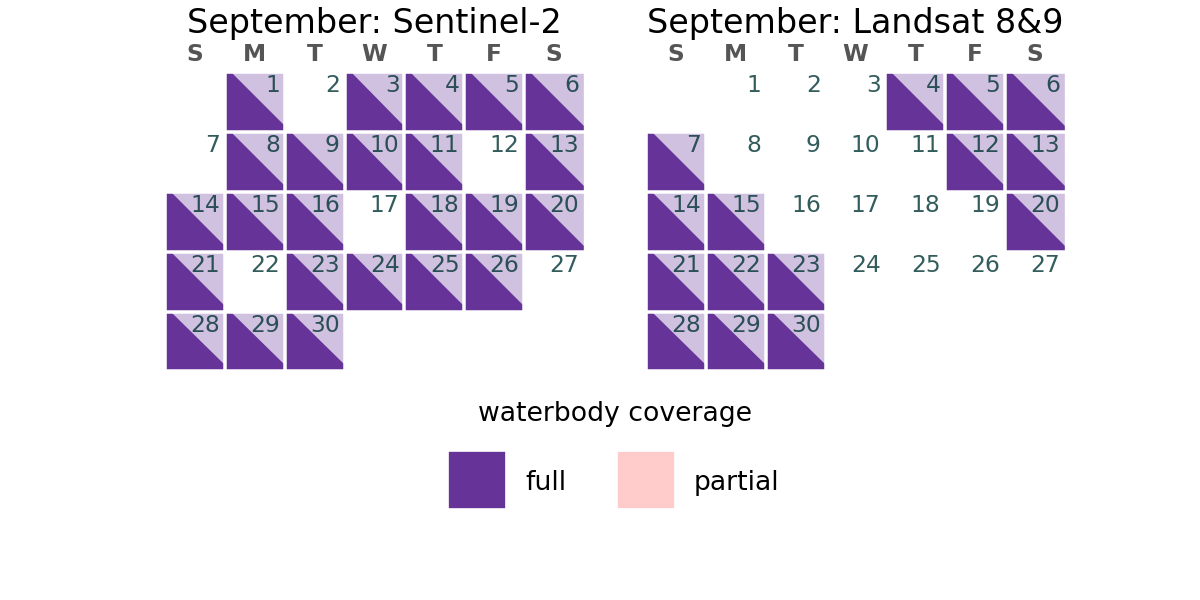 September: Sentinel-2
S M T W T F S
1 2 3 4 5 6
7 8 9 10 11 12 13
14 15 16 17 18 19 20
21 22 23 24 25 26 27
28 29 30
September: Landsat 8&9
S M T W T F S
1 2 3 4 5 6
7 8 9 10 11 12 13
14 15 16 17 18 19 20
21 22 23 24 25 26 27
28 29 30
waterbody coverage
full partial